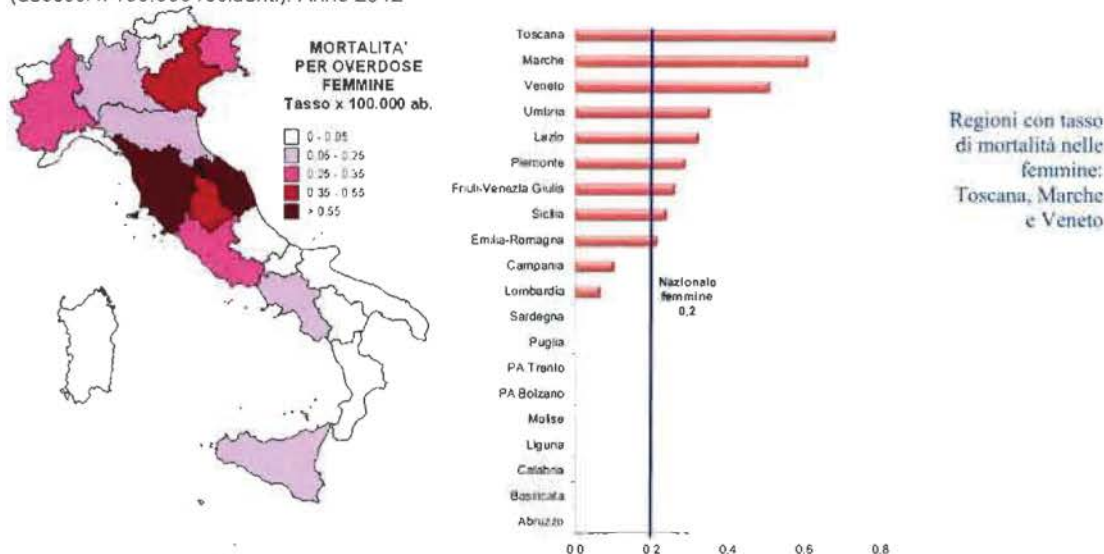 MORTALITA'
PER OVERDOSE
FEMMINE
Tasso x 100.000 ab.
0 - 0.05
0.05 - 0.25
0.25 - 0.35
0.35 - 0.55
> 0.55
Toscana
Marche
Veneto
Umbria
Lazio
Piemonte
Friuli-Venezia Giulia
Sicilia
Emilia-Romagna
Campania
Lombardia
Sardegna
Puglia
PA Trento
PA Bolzano
Molise
Liguria
Calabria
Basilicata
Abruzzo
Nazionale
femmine
0,2
0.0 0.2 0.4 0.6 0.8
Regioni con tasso
di mortalità nelle
femmine:
Toscana, Marche
e Veneto